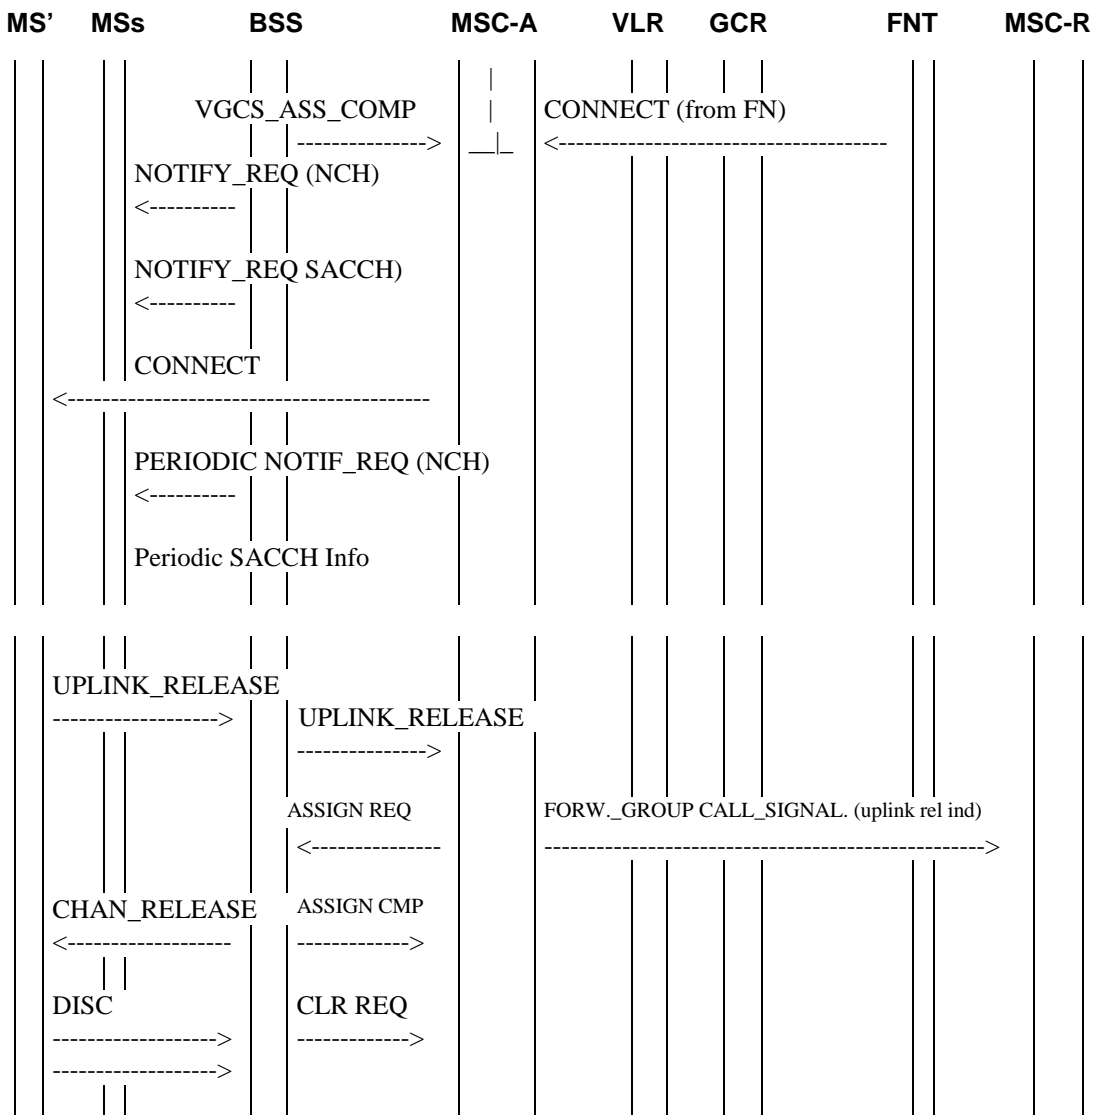 MS’ MSs BSS MSC-A VLR GCR FNT MSC-R
VGCS_ASS_COMP CONNECT (from FN)
NOTIFY_REQ (NCH)
NOTIFY_REQ SACCH)
CONNECT
PERIODIC NOTIF_REQ (NCH)
Periodic SACCH Info
UPLINK_RELEASE
UPLINK_RELEASE
ASSIGN REQ FORW._GROUP CALL_SIGNAL. (uplink rel ind)
CHAN_RELEASE ASSIGN CMP
DISC CLR REQ